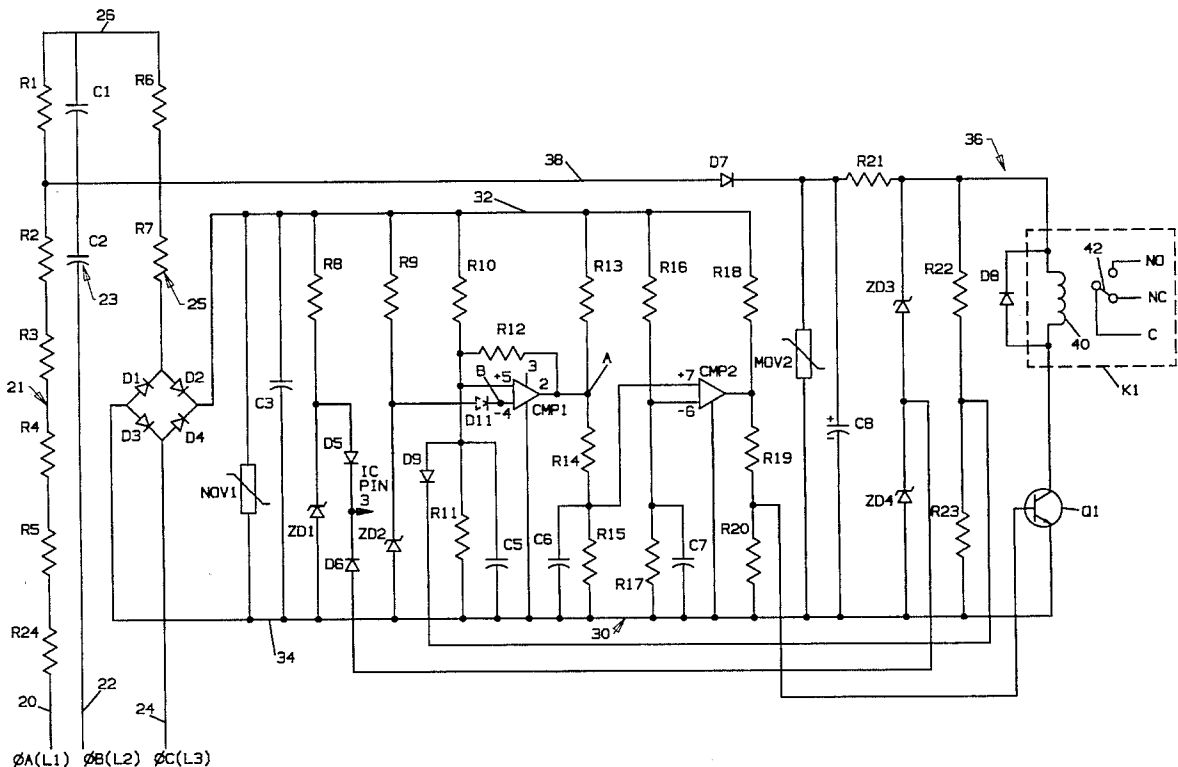 26
R1
C1
R6
38
D7
R21
36
R2
C2
R7
32
23
25
R8
R9
R10
R13
R16
R18
ZD3
R22
D8
42
NO
NC
C
40
K1
R3
21
R4
D1
D2
D3
D4
C3
R12
B
3
A
+5
2
-4
CMP1
D11
+7
CMP2
-6
MOV2
+
C8
-
NOV1
D5
IC
PIN
3
D9
R14
R19
ZD4
Q1
R5
ZD1
ZD2
R11
C5
C6
R15
C7
R20
R23
D6
R17
R24
34
30
20
22
24
ØA(L1) ØB(L2) ØC(L3)